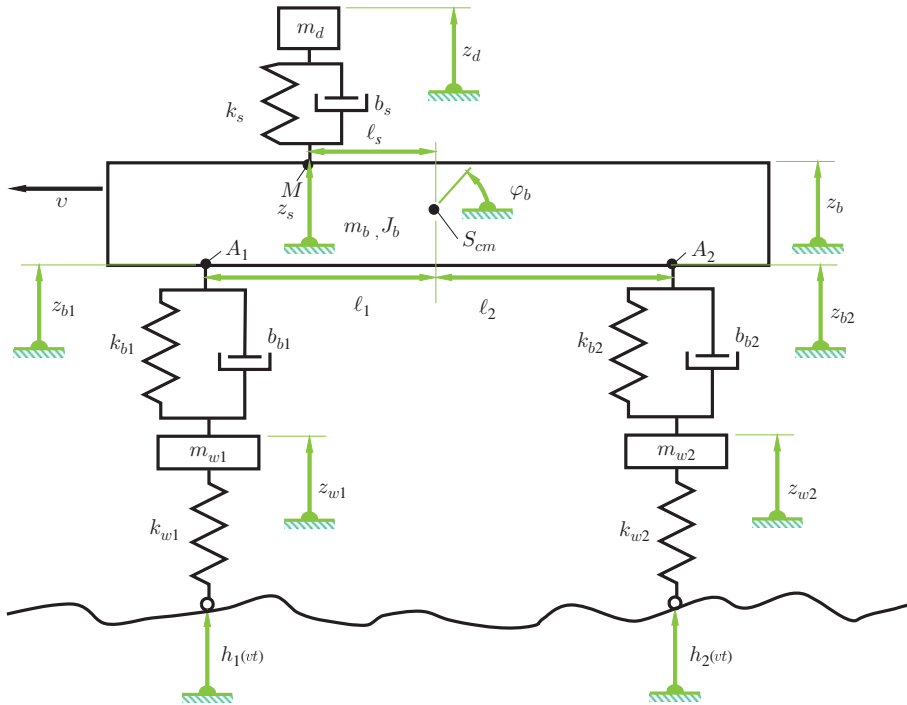 m_d
z_d
k_s
b_s
ℓ_s
M
z_s
φ_b
v
m_b , J_b
S_cm
z_b
A_1
A_2
z_b1
ℓ_1
ℓ_2
z_b2
k_b1
b_b1
k_b2
b_b2
m_w1
m_w2
z_w1
z_w2
k_w1
k_w2
h_1(vt)
h_2(vt)